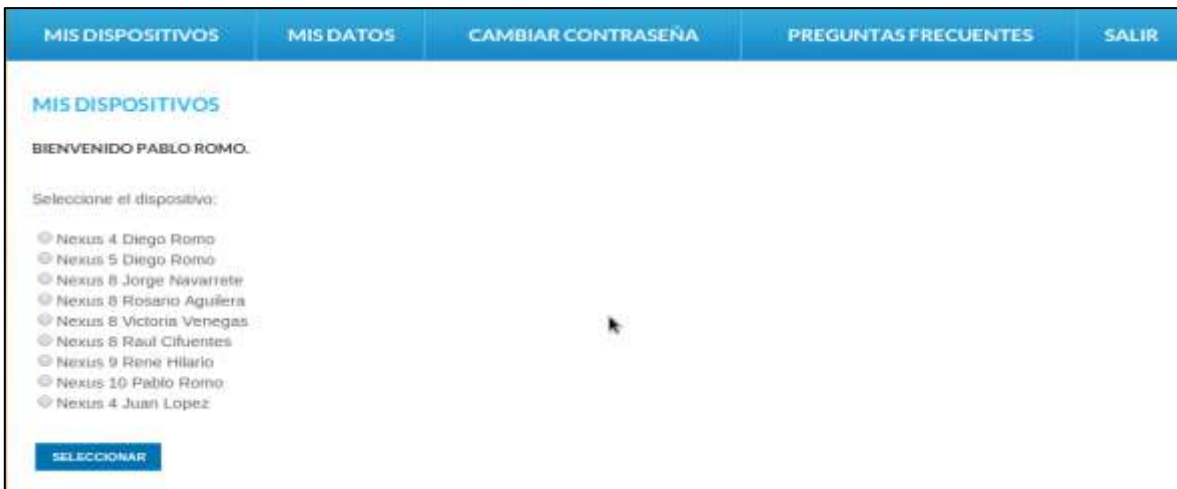 MIS DISPOSITIVOS MIS DATOS CAMBIAR CONTRASEÑA PREGUNTAS FRECUENTES SALIR
MIS DISPOSITIVOS
BIENVENIDO PABLO ROMO.
Seleccione el dispositivo:
Nexus 4 Diego Romo
Nexus 5 Diego Romo
Nexus 8 Jorge Navarrete
Nexus 8 Rosario Aguilera
Nexus 8 Victoria Venegas
Nexus 8 Raul Cifuentes
Nexus 9 Rene Hilario
Nexus 10 Pablo Romo
Nexus 4 Juan Lopez
SELECCIONAR